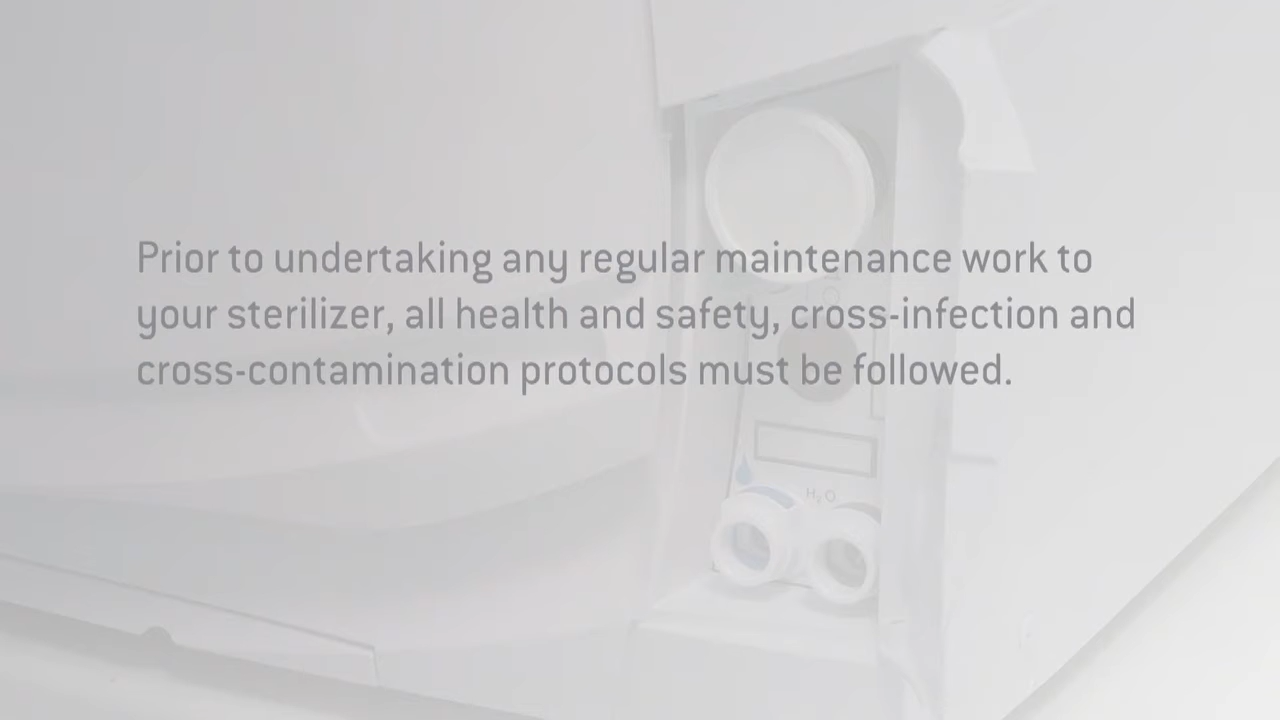 Prior to undertaking any regular maintenance work to
your sterilizer, all health and safety, cross-infection and
cross-contamination protocols must be followed.
H₂O